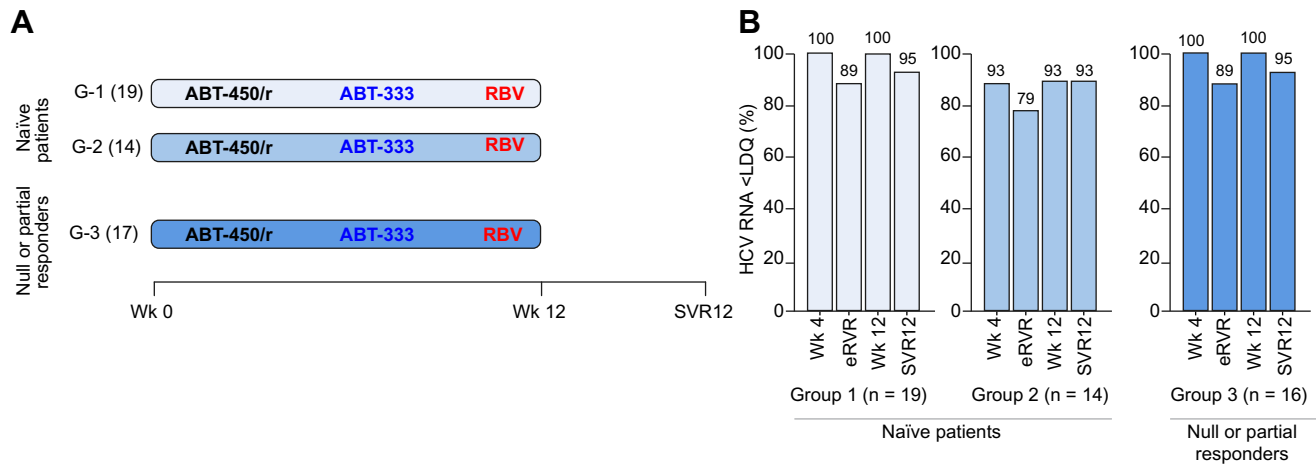 A
Naïve
patients
G-1 (19)
ABT-450/r ABT-333 RBV
G-2 (14)
ABT-450/r ABT-333 RBV
Null or partial
responders
G-3 (17)
ABT-450/r ABT-333 RBV
Wk 0 Wk 12 SVR12
B
HCV RNA <LDQ (%)
100
80
60
40
20
0
100 89 100 95
Wk 4 eRVR Wk 12 SVR12
Group 1 (n = 19)
100
80
60
40
20
0
93 79 93 93
Wk 4 eRVR Wk 12 SVR12
Group 2 (n = 14)
Naïve patients
100
80
60
40
20
0
100 89 100 95
Wk 4 eRVR Wk 12 SVR12
Group 3 (n = 16)
Null or partial
responders